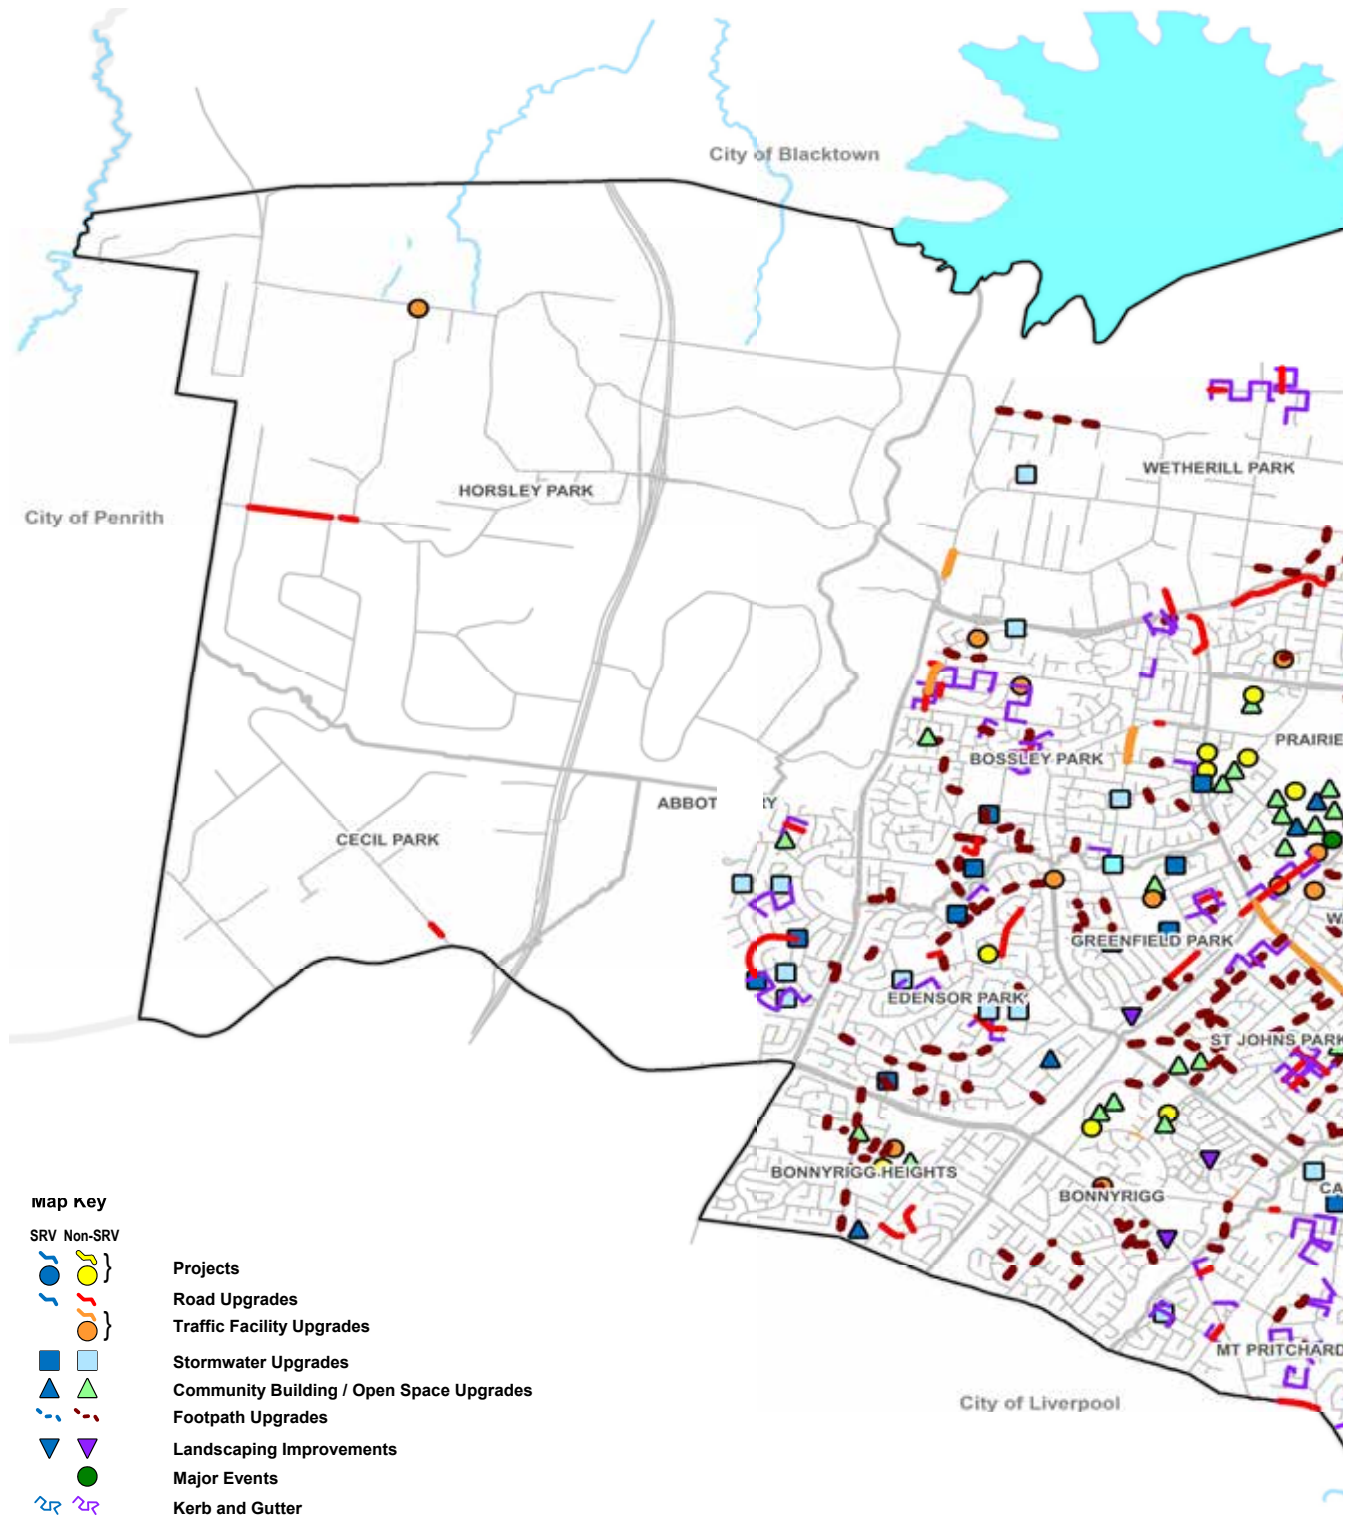 City of Blacktown
WETHERILL PARK
HORSLEY PARK
City of Penrith
PRAIRIE
BOSSLEY PARK
CECIL PARK
GREENFIELD PARK
EDENSOR PARK
ST JOHNS PARK
BONNYRIGG HEIGHTS
BONNYRIGG
CA
MT PRITCHARD
City of Liverpool
Map Key
SRV Non-SRV
Projects
Road Upgrades
Traffic Facility Upgrades
Stormwater Upgrades
Community Building / Open Space Upgrades
Footpath Upgrades
Landscaping Improvements
Major Events
Kerb and Gutter